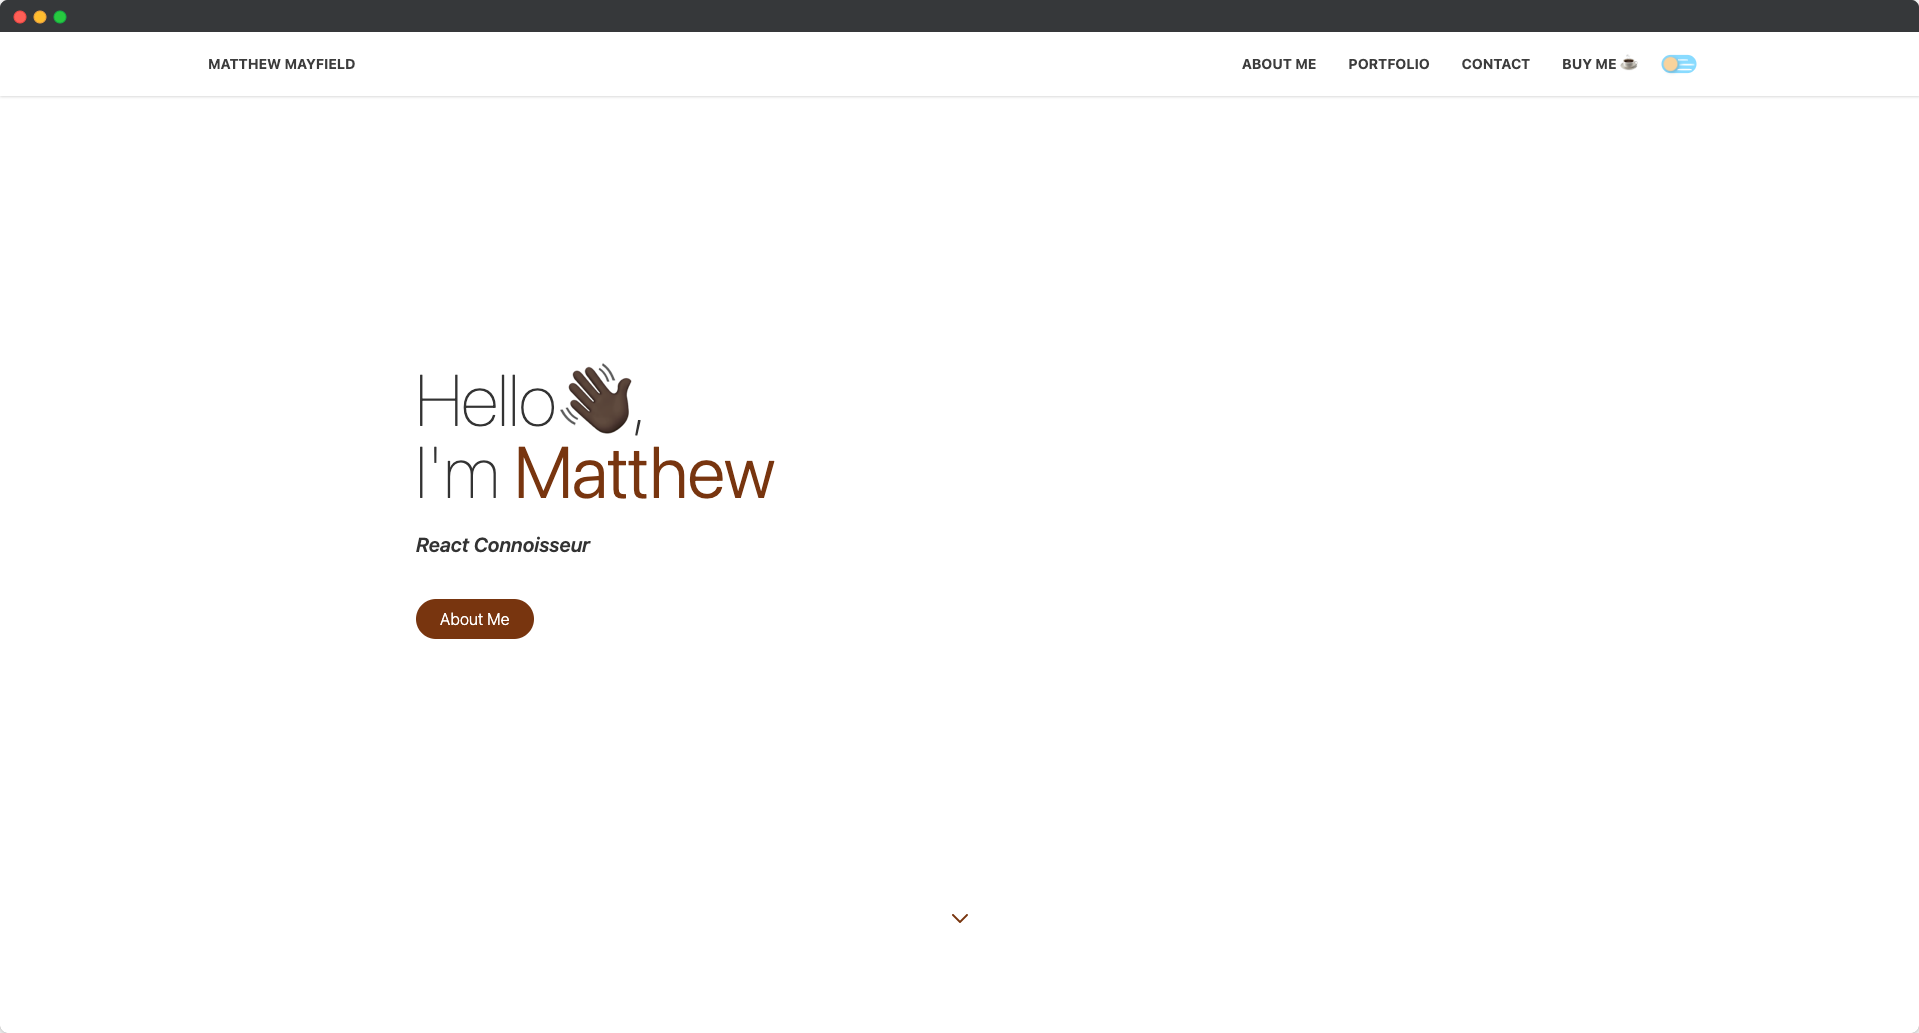 MATTHEW MAYFIELD
ABOUT ME
PORTFOLIO
CONTACT
BUY ME ☕
Hello👋🏿,
I'm Matthew
React Connoisseur
About Me